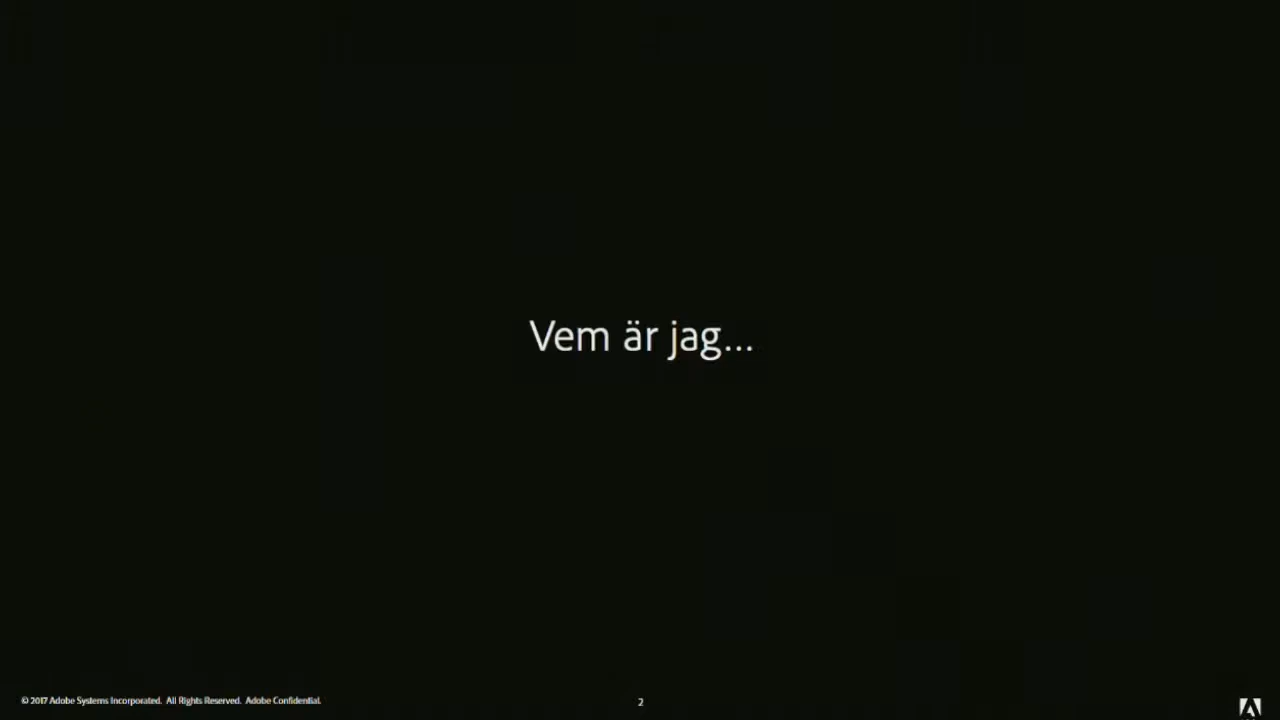 Vem är jag...
© 2017 Adobe Systems Incorporated. All Rights Reserved. Adobe Confidential.
2